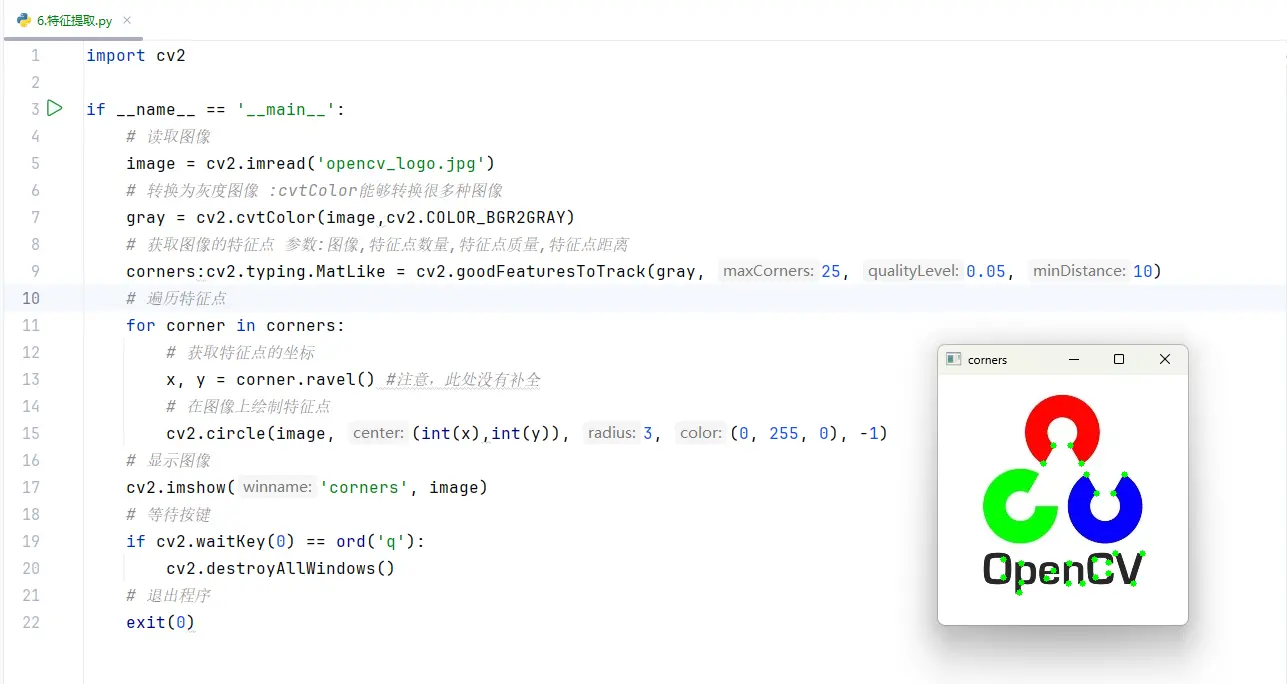 6.特征提取.py
1 import cv2
2
3 if __name__ == '__main__':
4 # 读取图像
5 image = cv2.imread('opencv_logo.jpg')
6 # 转换为灰度图像 :cvtColor能够转换很多种图像
7 gray = cv2.cvtColor(image,cv2.COLOR_BGR2GRAY)
8 # 获取图像的特征点 参数:图像,特征点数量,特征点质量,特征点距离
9 corners:cv2.typing.MatLike = cv2.goodFeaturesToTrack(gray, maxCorners: 25, qualityLevel: 0.05, minDistance: 10)
10 # 遍历特征点
11 for corner in corners:
12 # 获取特征点的坐标
13 x, y = corner.ravel() #注意，此处没有补全
14 # 在图像上绘制特征点
15 cv2.circle(image, center: (int(x),int(y)), radius: 3, color: (0, 255, 0), -1)
16 # 显示图像
17 cv2.imshow( winname: 'corners', image)
18 # 等待按键
19 if cv2.waitKey(0) == ord('q'):
20 cv2.destroyAllWindows()
21 # 退出程序
22 exit(0)
corners
OpenCV